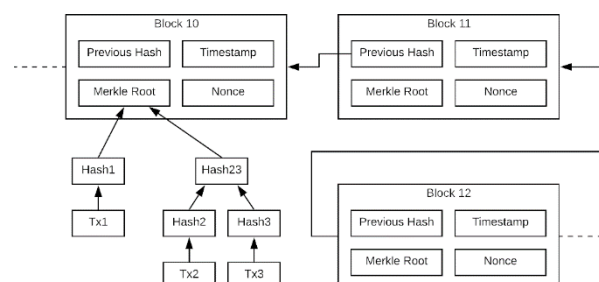 Block 10
Previous Hash
Timestamp
Merkle Root
Nonce
Block 11
Previous Hash
Timestamp
Merkle Root
Nonce
Hash1
Hash23
Tx1
Hash2
Hash3
Tx2
Tx3
Block 12
Previous Hash
Timestamp
Merkle Root
Nonce